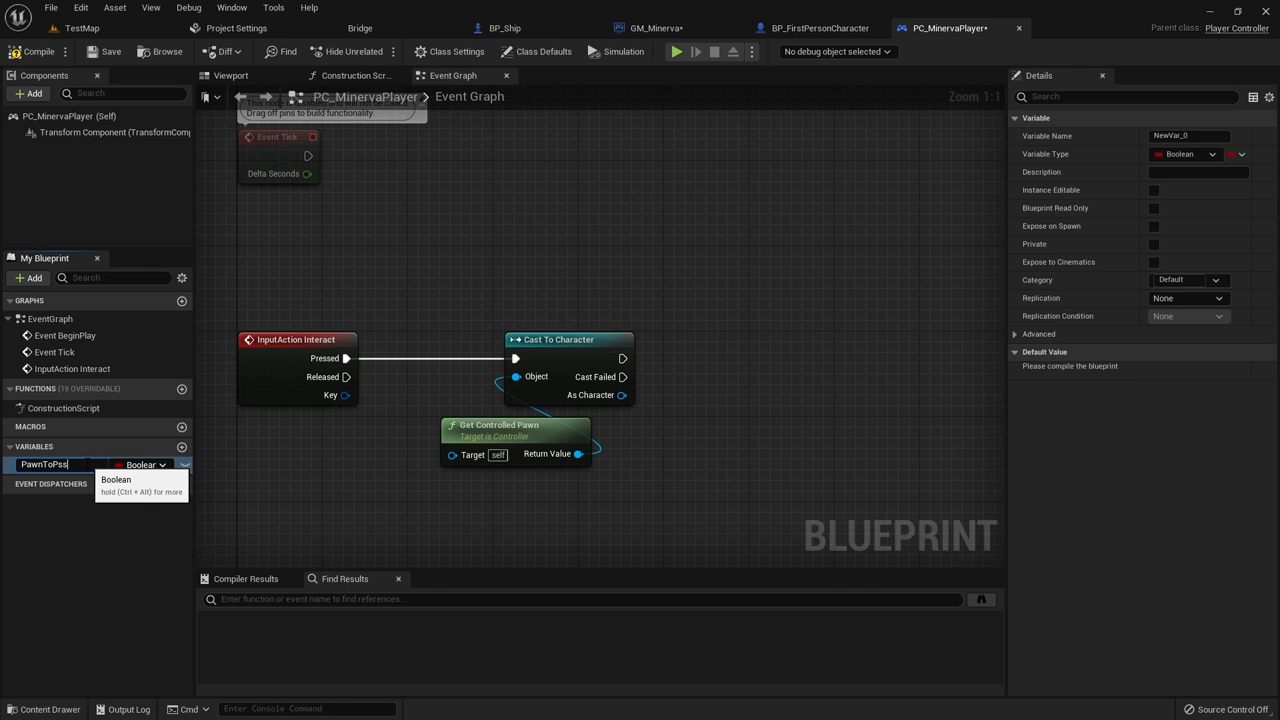 File Edit Asset View Debug Window Tools Help
TestMap Project Settings Bridge BP_Ship GM_Minerva* BP_FirstPersonCharacter PC_MinervaPlayer* Parent class: Player Controller
Compile Save Browse Diff Find Hide Unrelated Class Settings Class Defaults Simulation No debug object selected
Components
Add Search
PC_MinervaPlayer (Self)
Transform Component (TransformComp
Viewport Construction Scr... Event Graph
PC_MinervaPlayer > Event Graph
Zoom 1:1
Drag off pins to build functionality.
Event Tick
Delta Seconds
InputAction Interact
Pressed
Released
Key
Cast To Character
Object Cast Failed
As Character
Get Controlled Pawn
Target is Controller
Target self Return Value
BLUEPRINT
My Blueprint
Add Search
GRAPHS
EventGraph
Event BeginPlay
Event Tick
InputAction Interact
FUNCTIONS (19 OVERRIDABLE)
ConstructionScript
MACROS
VARIABLES
PawnToPss Boolear
EVENT DISPATCHERS
Boolean
hold (Ctrl + Alt) for more
Compiler Results Find Results
Enter function or event name to find references...
Details
Search
Variable
Variable Name NewVar_0
Variable Type Boolean
Description
Instance Editable
Blueprint Read Only
Expose on Spawn
Private
Expose to Cinematics
Category Default
Replication None
Replication Condition None
Advanced
Default Value
Please compile the blueprint
Content Drawer Output Log Cmd Enter Console Command Source Control Off